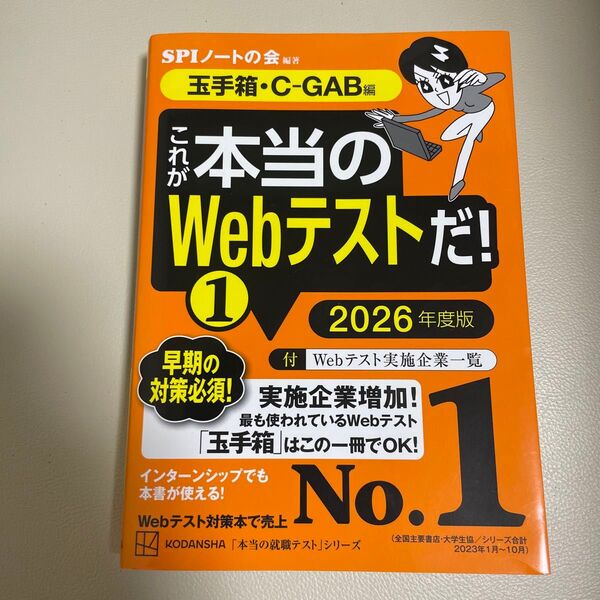 SPIノートの会 編著
玉手箱・C-GAB編
これが
本当の
Webテストだ!
1
2026年度版
付 Webテスト実施企業一覧
早期の
対策必須!
実施企業増加!
最も使われているWebテスト
「玉手箱」はこの一冊でOK!
インターンシップでも
本書が使える!
Webテスト対策本で売上
No.1
(全国主要書店・大学生協/シリーズ合計
2023年1月〜10月)
KODANSHA 「本当の就職テスト」シリーズ